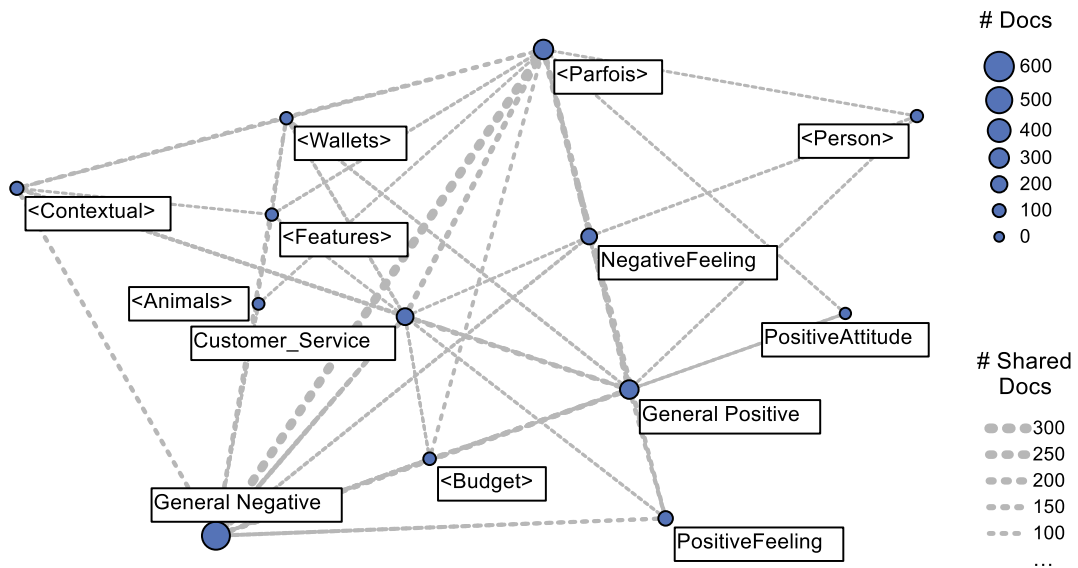 # Docs
600
500
400
300
200
100
0
<Parfois>
<Person>
<Wallets>
<Contextual>
<Features>
NegativeFeeling
<Animals>
Customer_Service
PositiveAttitude
General Positive
<Budget>
General Negative
PositiveFeeling
# Shared
Docs
300
250
200
150
100
...